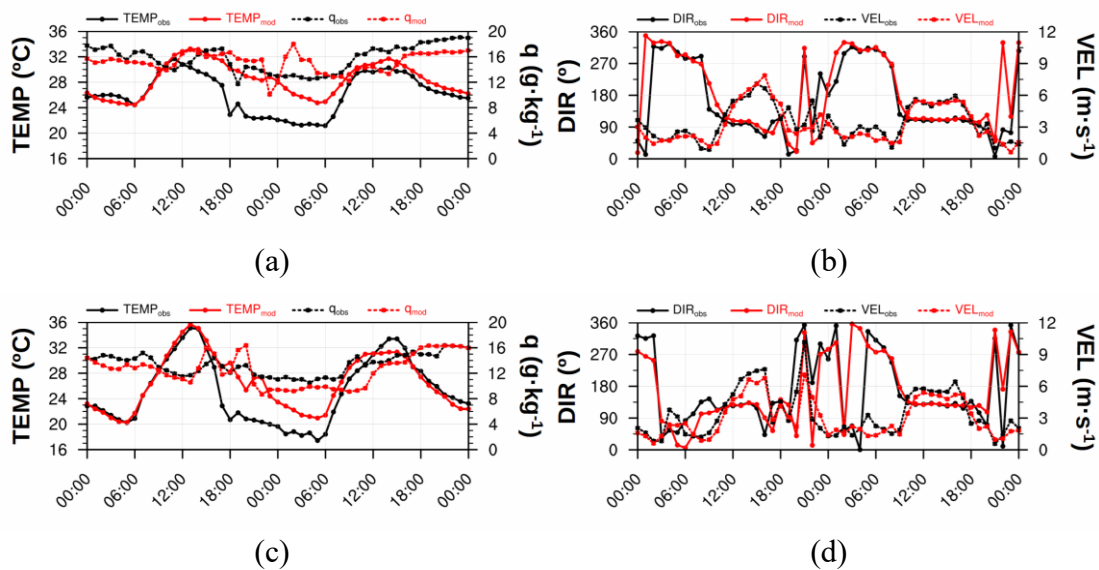 TEMPobs TEMPmod qobs qmod
TEMP (°C)
36
32
28
24
20
16
20
16
12
8
4
0
q (g·kg-1)
00:00 06:00 12:00 18:00 00:00 06:00 12:00 18:00 00:00
(a)
DIRobs DIRmod VELobs VELmod
DIR (º)
360
270
180
90
0
12
9
6
3
0
VEL (m·s-1)
00:00 06:00 12:00 18:00 00:00 06:00 12:00 18:00 00:00
(b)
TEMPobs TEMPmod qobs qmod
TEMP (°C)
36
32
28
24
20
16
20
16
12
8
4
0
q (g·kg-1)
00:00 06:00 12:00 18:00 00:00 06:00 12:00 18:00 00:00
(c)
DIRobs DIRmod VELobs VELmod
DIR (º)
360
270
180
90
0
12
9
6
3
0
VEL (m·s-1)
00:00 06:00 12:00 18:00 00:00 06:00 12:00 18:00 00:00
(d)